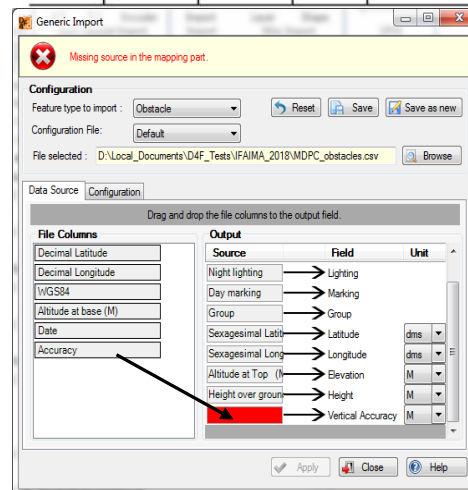 Generic Import
Missing source in the mapping part.
Configuration
Feature type to import :
Obstacle
Reset
Save
Save as new
Configuration File:
Default
File selected :
D:\Local_Documents\D4F_Tests\IFAIMA_2018\MDPC_obstacles.csv
Browse
Data Source
Configuration
Drag and drop the file columns to the output field.
File Columns
Decimal Latitude
Decimal Longitude
WGS84
Altitude at base (M)
Date
Accuracy
Output
Source Field Unit
Night lighting Lighting
Day marking Marking
Group Group
Sexagesimal Latit Latitude dms
Sexagesimal Long Longitude dms
Altitude at Top (M Elevation M
Height over groun Height M
Vertical Accuracy M
Apply
Close
Help